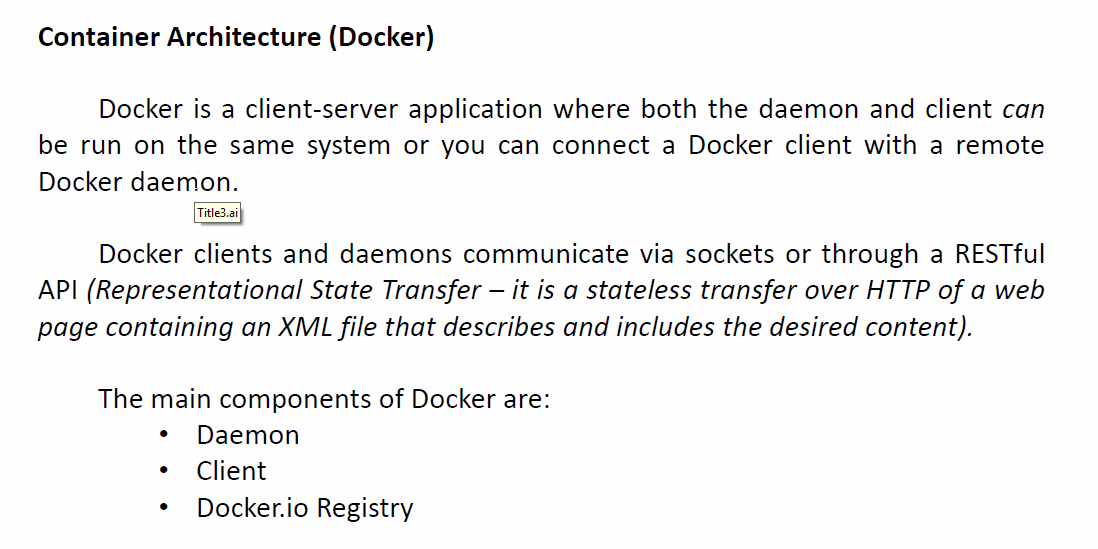 Container Architecture (Docker)
Docker is a client-server application where both the daemon and client can
be run on the same system or you can connect a Docker client with a remote
Docker daemon.
Title3.ai
Docker clients and daemons communicate via sockets or through a RESTful
API (Representational State Transfer – it is a stateless transfer over HTTP of a web
page containing an XML file that describes and includes the desired content).
The main components of Docker are:
• Daemon
• Client
• Docker.io Registry